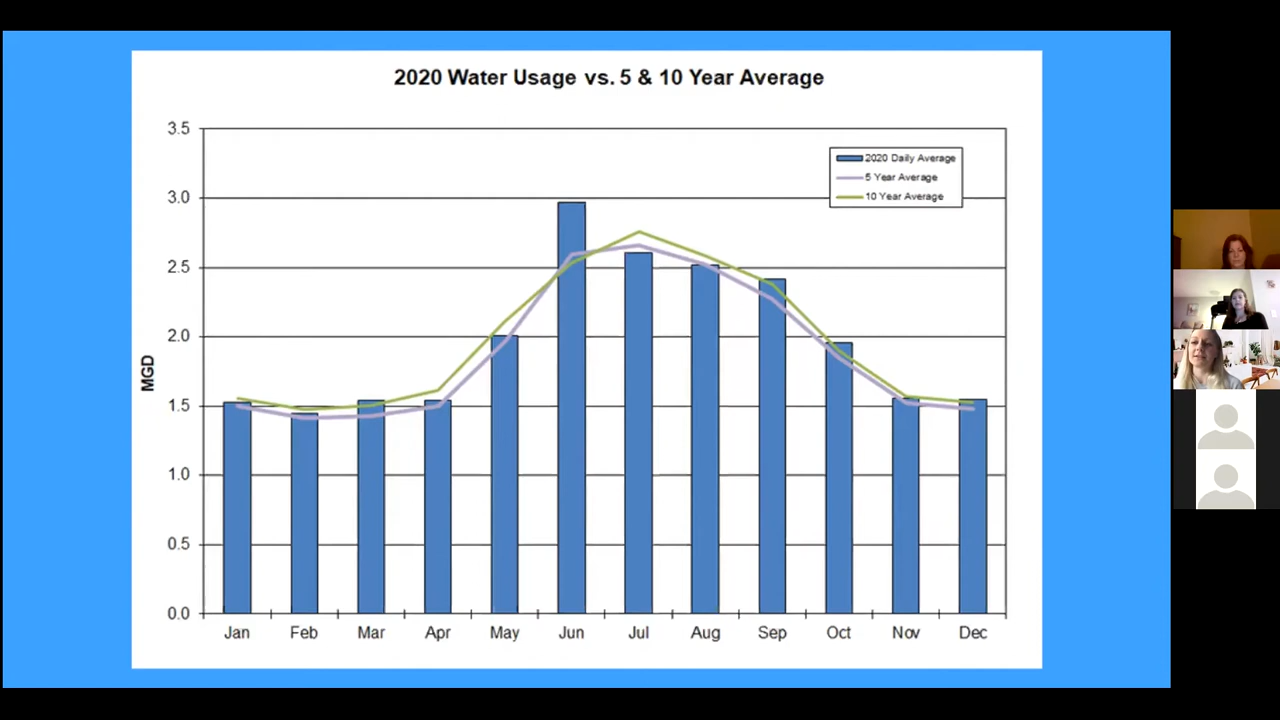 2020 Water Usage vs. 5 & 10 Year Average
3.5
3.0
2.5
2.0
1.5
1.0
0.5
0.0
MGD
2020 Daily Average
5 Year Average
10 Year Average
Jan Feb Mar Apr May Jun Jul Aug Sep Oct Nov Dec